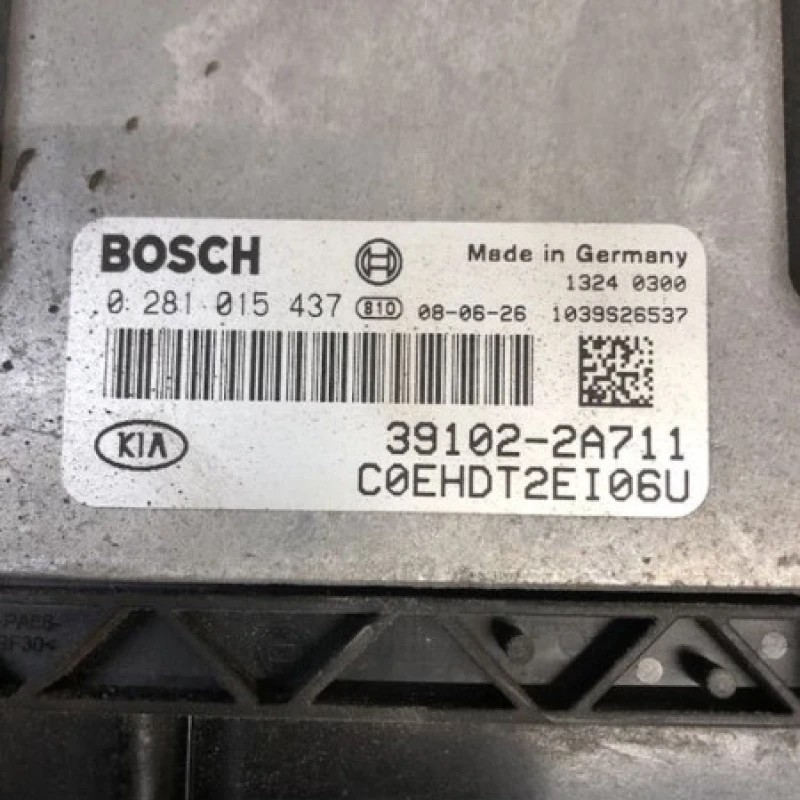 BOSCH
Made in Germany
1324 0300
0 281 015 437 810 08-06-26 1039S26537
KIA
39102-2A711
C0EHDT2EI06U